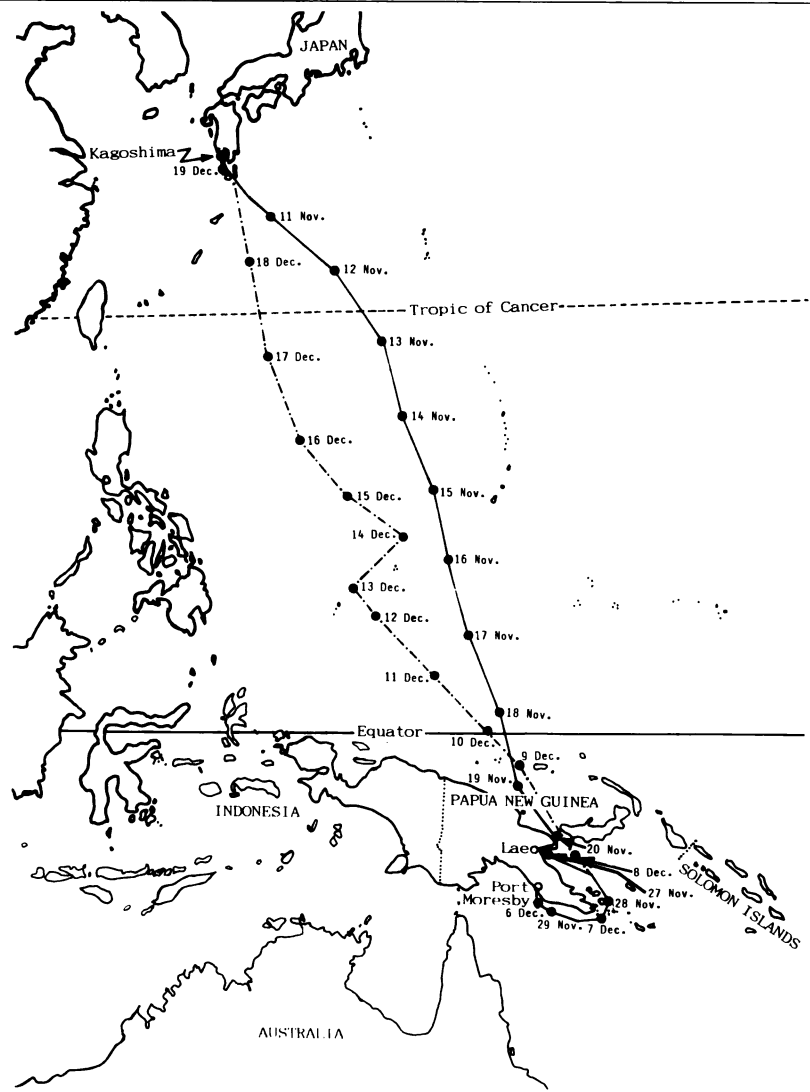 JAPAN
Kagoshima
19 Dec.
11 Nov.
18 Dec.
12 Nov.
Tropic of Cancer
13 Nov.
17 Dec.
14 Nov.
16 Dec.
15 Nov.
15 Dec.
14 Dec.
16 Nov.
13 Dec.
12 Dec.
17 Nov.
11 Dec.
18 Nov.
Equator
10 Dec.
9 Dec.
19 Nov.
INDONESIA
PAPUA NEW GUINEA
20 Nov.
Lae
8 Dec.
27 Nov.
SOLOMON ISLANDS
Port
Moresby
28 Nov.
6 Dec.
29 Nov.
7 Dec.
AUSTRALIA